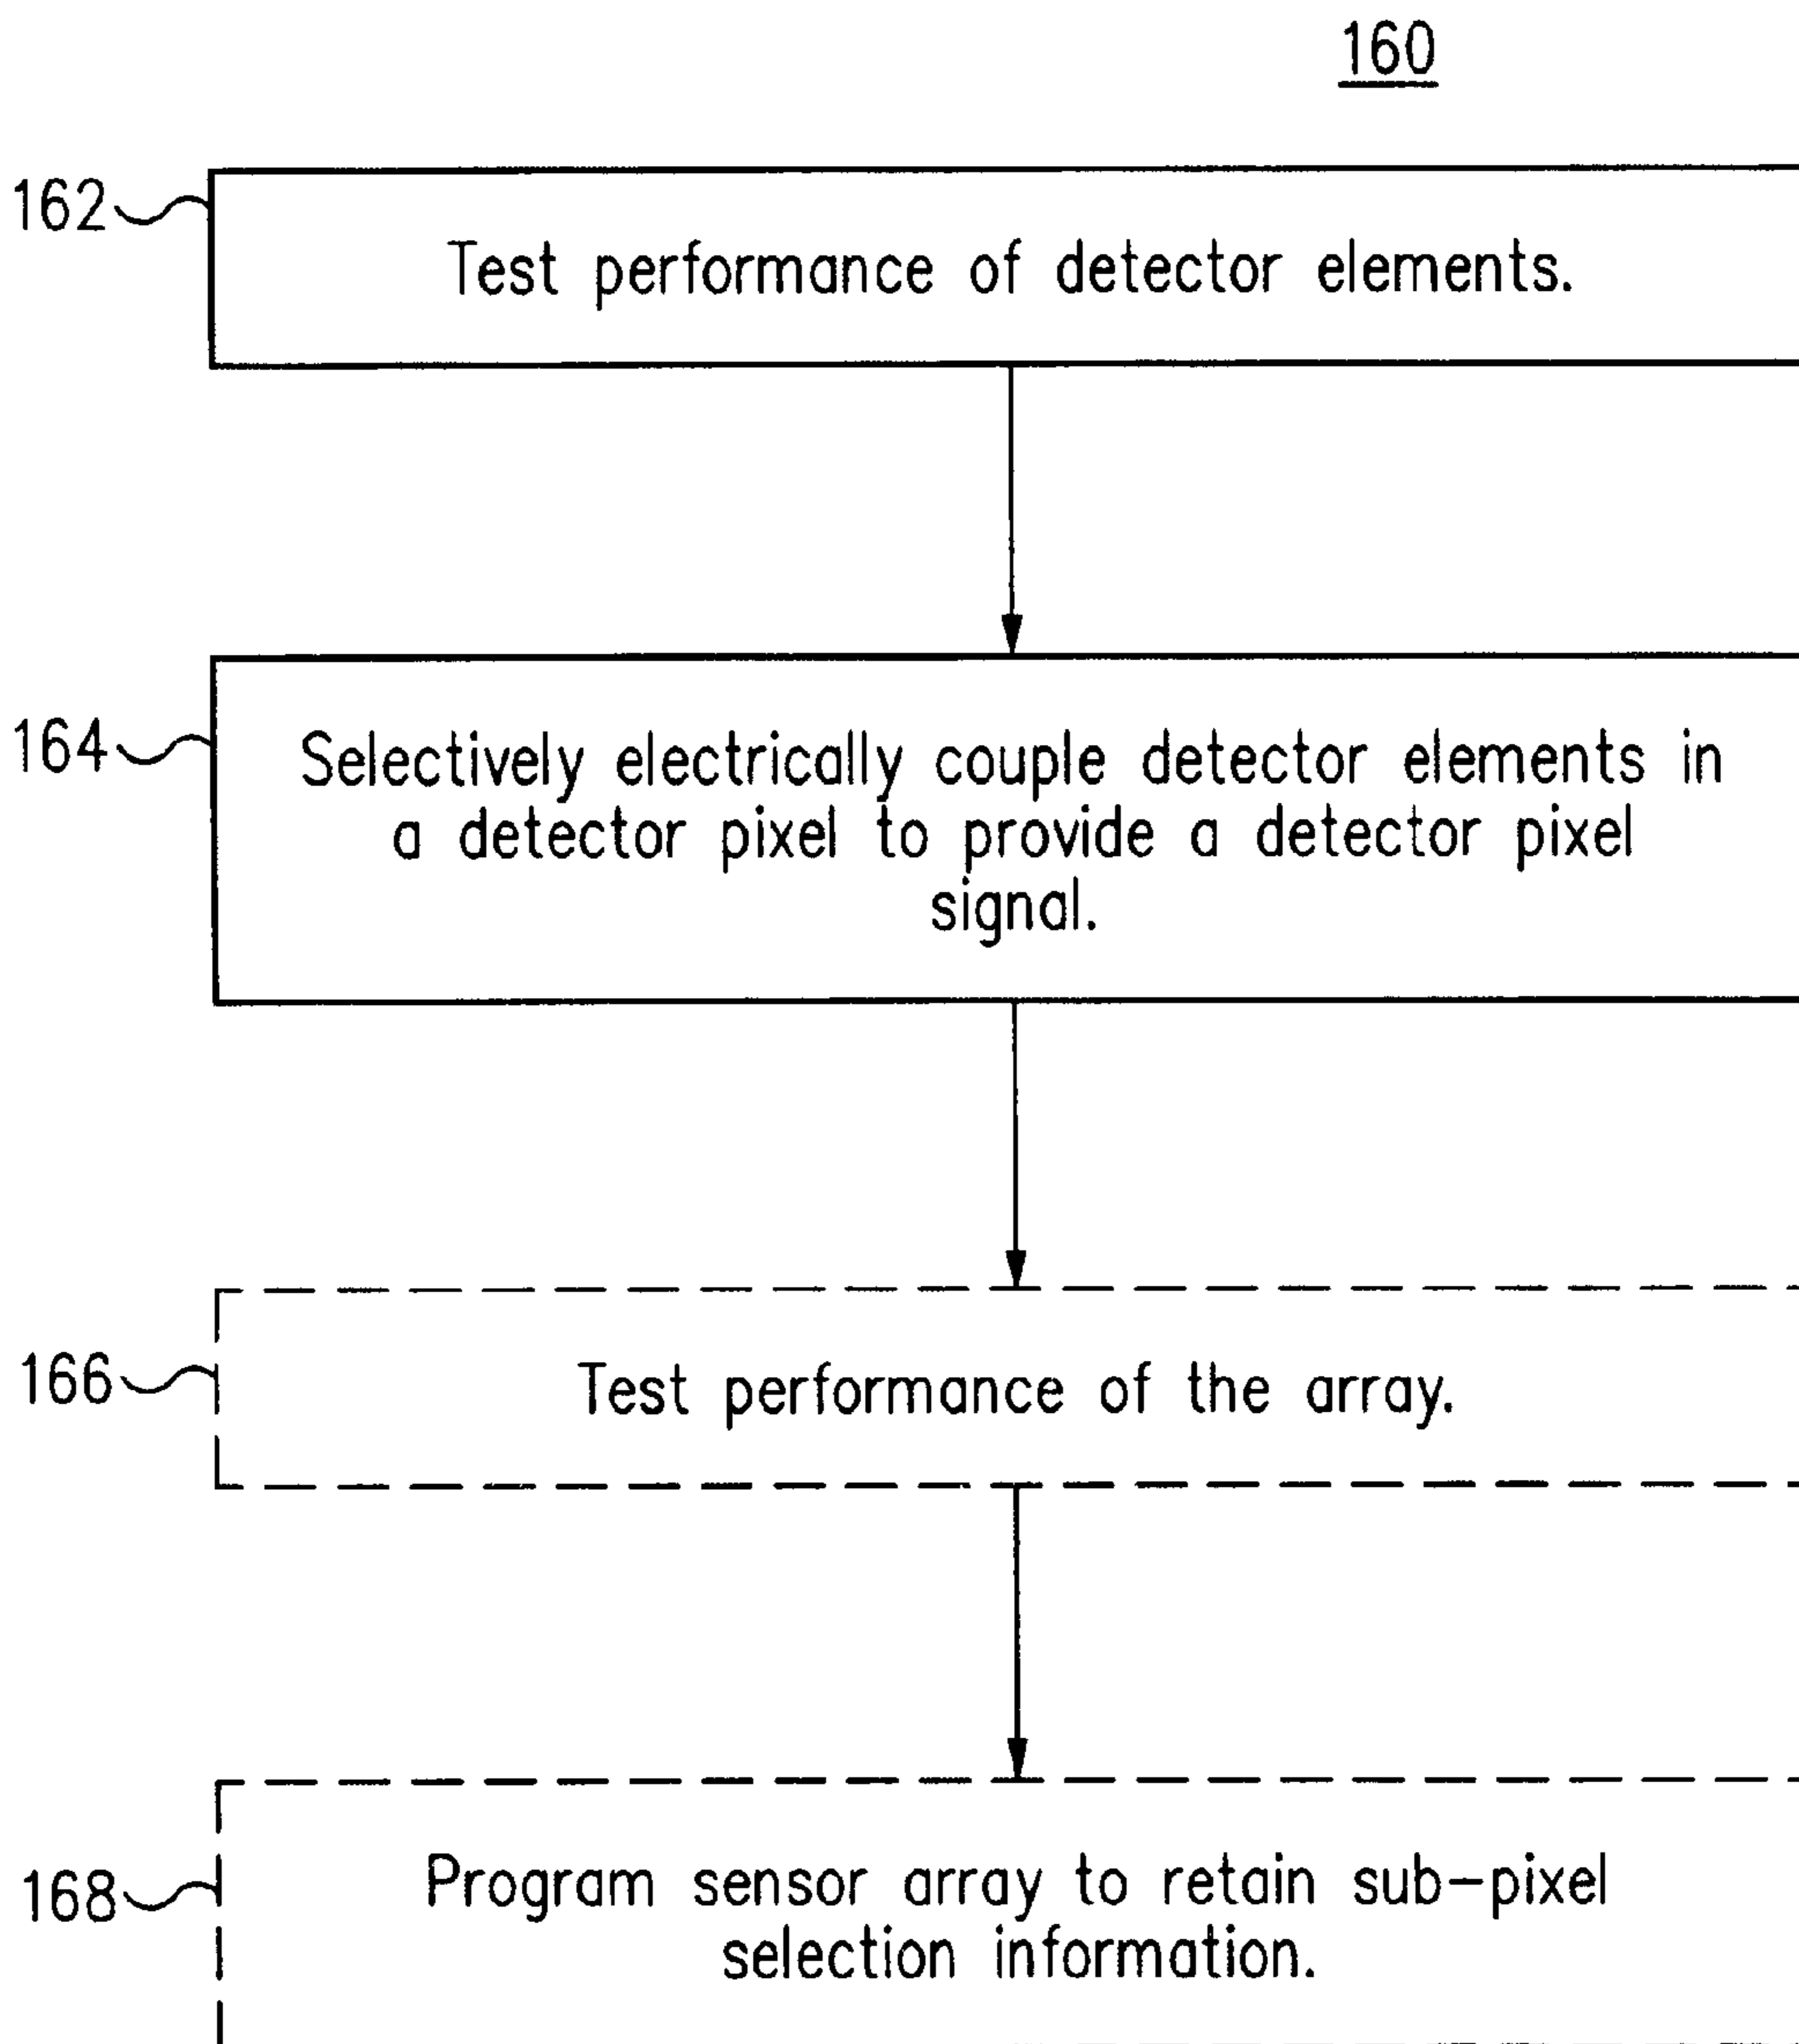 160
162
Test performance of detector elements.
164
Selectively electrically couple detector elements in
a detector pixel to provide a detector pixel
signal.
166
Test performance of the array.
168
Program sensor array to retain sub-pixel
selection information.